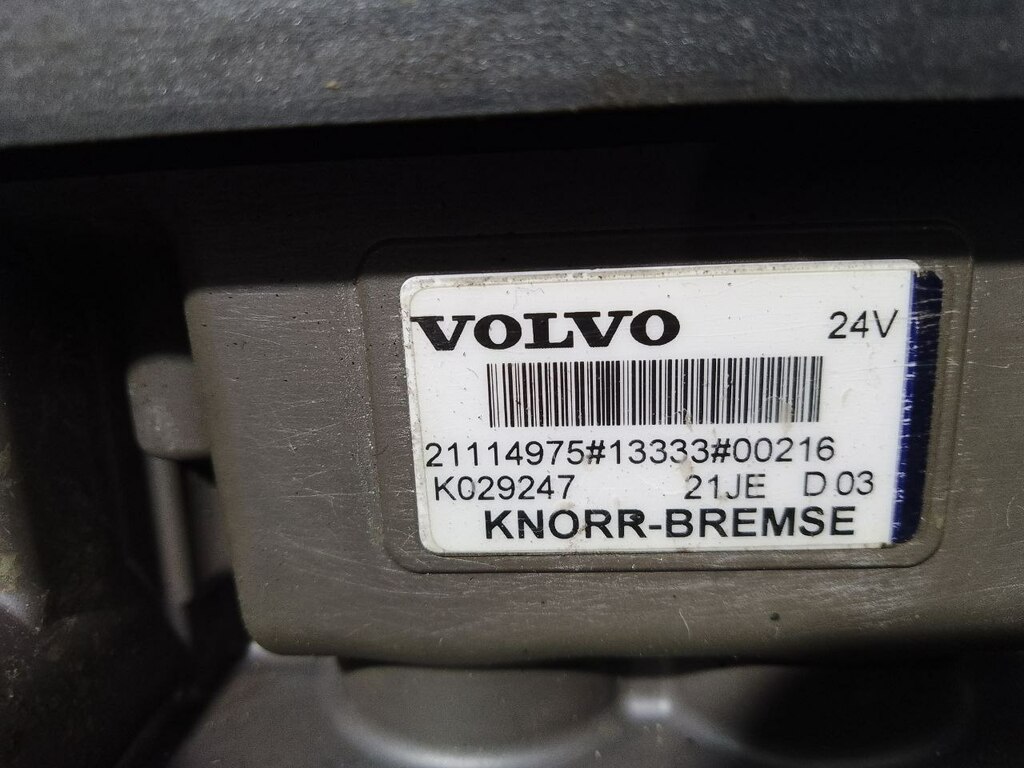 VOLVO 24V
21114975#13333#00216
K029247 21JE D 03
KNORR-BREMSE